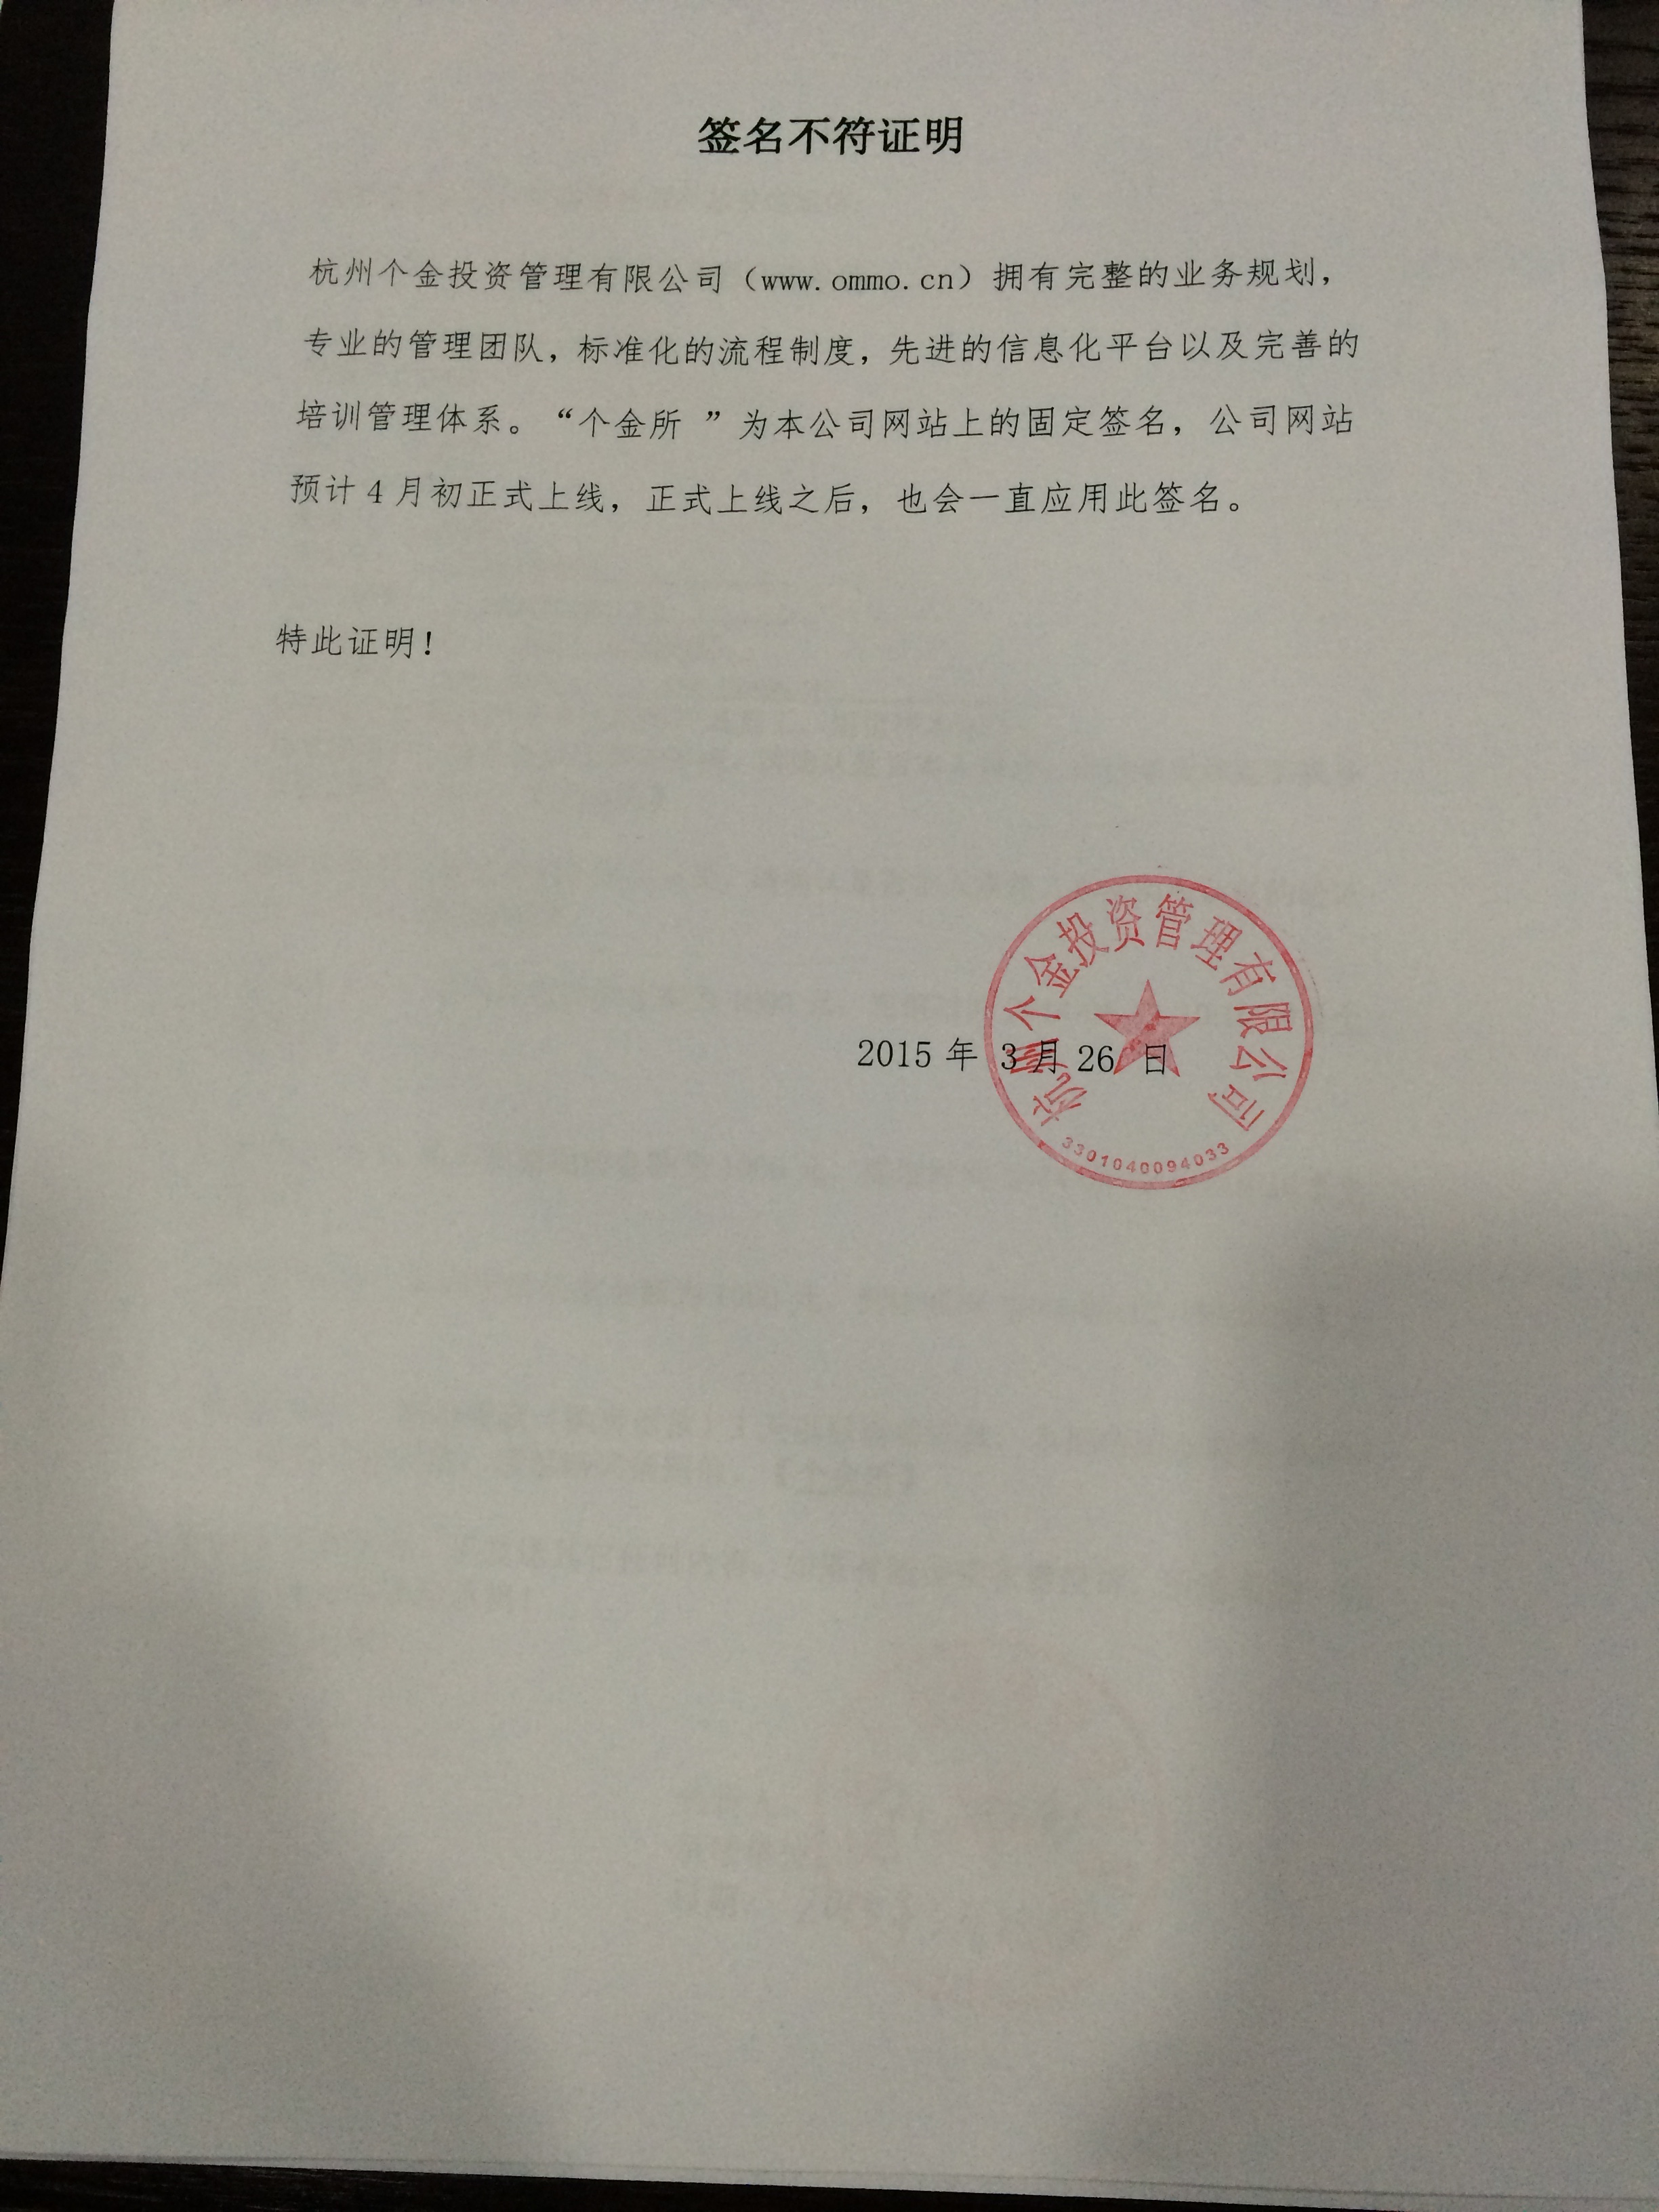 签名不符证明
杭州个金投资管理有限公司（www.ommo.cn）拥有完整的业务规划，
专业的管理团队，标准化的流程制度，先进的信息化平台以及完善的
培训管理体系。“个金所 ”为本公司网站上的固定签名，公司网站
预计 4 月初正式上线，正式上线之后，也会一直应用此签名。
特此证明！
2015 年 3 月 26 日
杭州个金投资管理有限公司
3301040094033